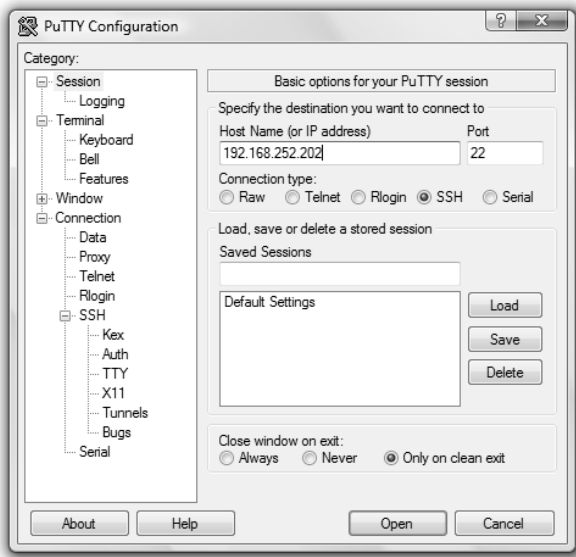 PuTTY Configuration
Category:
Session
Logging
Terminal
Keyboard
Bell
Features
Window
Connection
Data
Proxy
Telnet
Rlogin
SSH
Kex
Auth
TTY
X11
Tunnels
Bugs
Serial
Basic options for your PuTTY session
Specify the destination you want to connect to
Host Name (or IP address) Port
192.168.252.202 22
Connection type:
Raw Telnet Rlogin SSH Serial
Load, save or delete a stored session
Saved Sessions
Default Settings
Load
Save
Delete
Close window on exit:
Always Never Only on clean exit
About Help Open Cancel